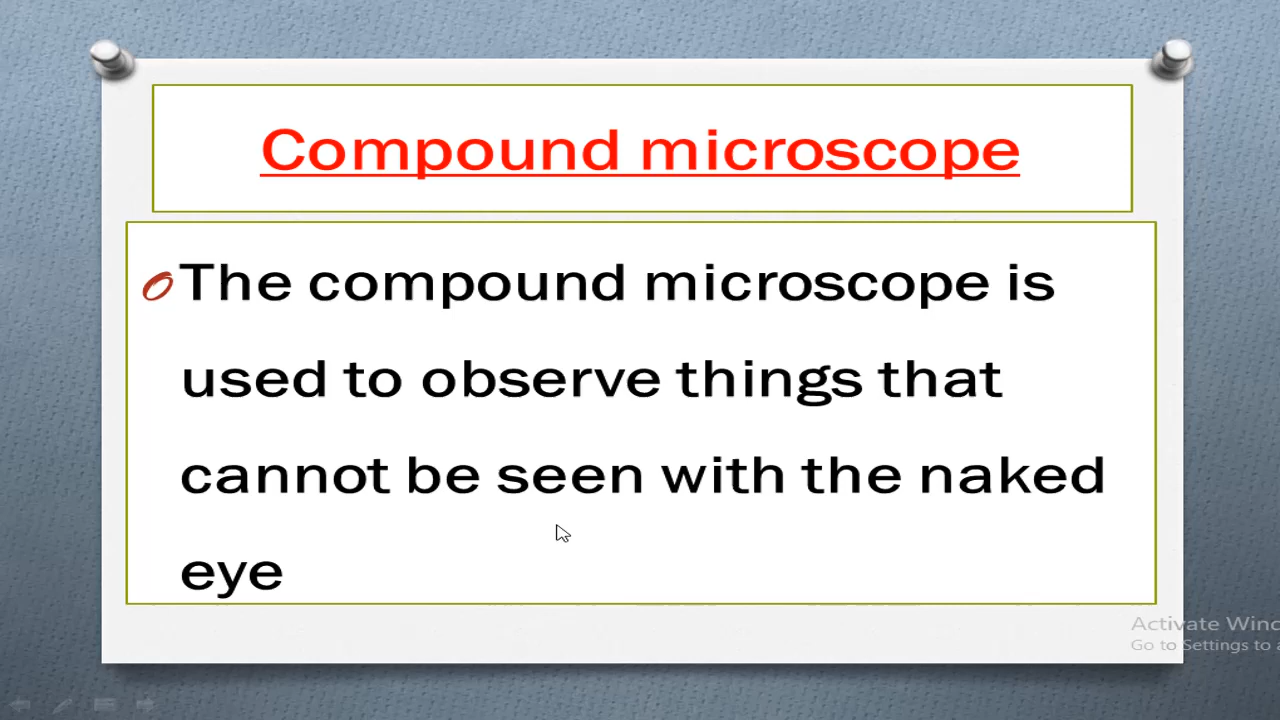 Compound microscope
The compound microscope is
used to observe things that
cannot be seen with the naked
eye
Activate Winc
Go to Settings to a